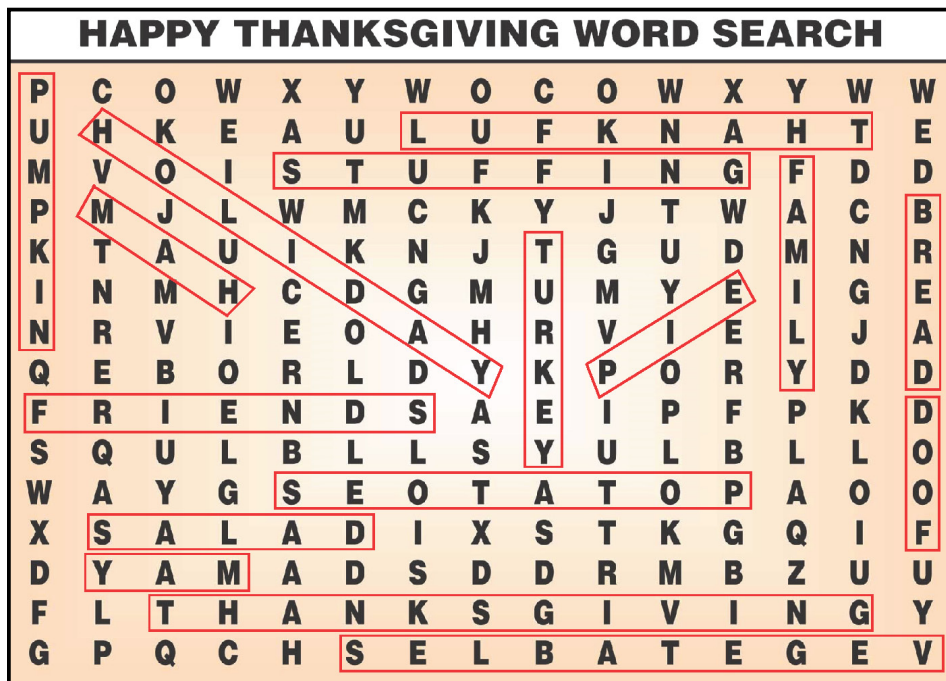 HAPPY THANKSGIVING WORD SEARCH
P C O W X Y W O C O W X Y W W
U H K E A U L U F K N A H T E
M V O I S T U F F I N G F D D
P M J L W M C K Y J T W A C B
K T A U I K N J T G U D M N R
I N M H C D G M U M Y E I G E
N R V I E O A H R V I E L J A
Q E B O R L D Y K P O R Y D D
F R I E N D S A E I P F P K D
S Q U L B L L S Y U L B L L O
W A Y G S E O T A T O P A O O
X S A L A D I X S T K G Q I F
D Y A M A D S D D R M B Z U U
F L T H A N K S G I V I N G Y
G P Q C H S E L B A T E G E V